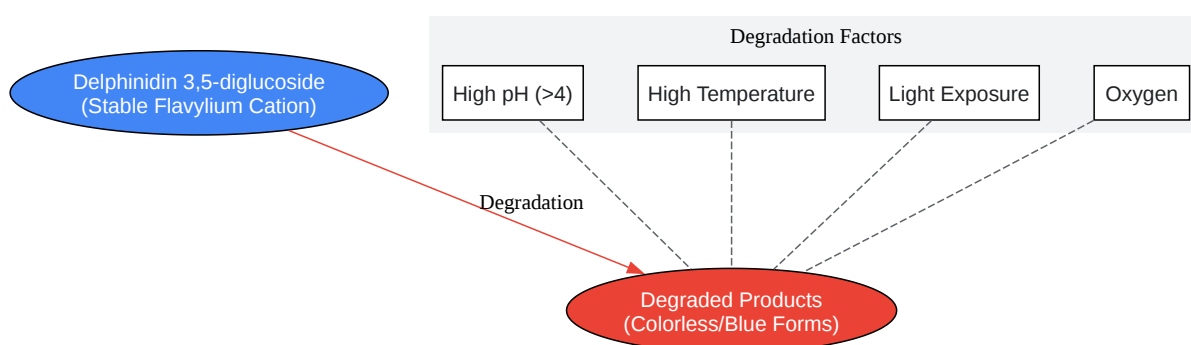 Degradation Factors
Delphinidin 3,5-diglucoside
(Stable Flavylium Cation)
High pH (>4)
High Temperature
Light Exposure
Oxygen
Degradation
Degraded Products
(Colorless/Blue Forms)